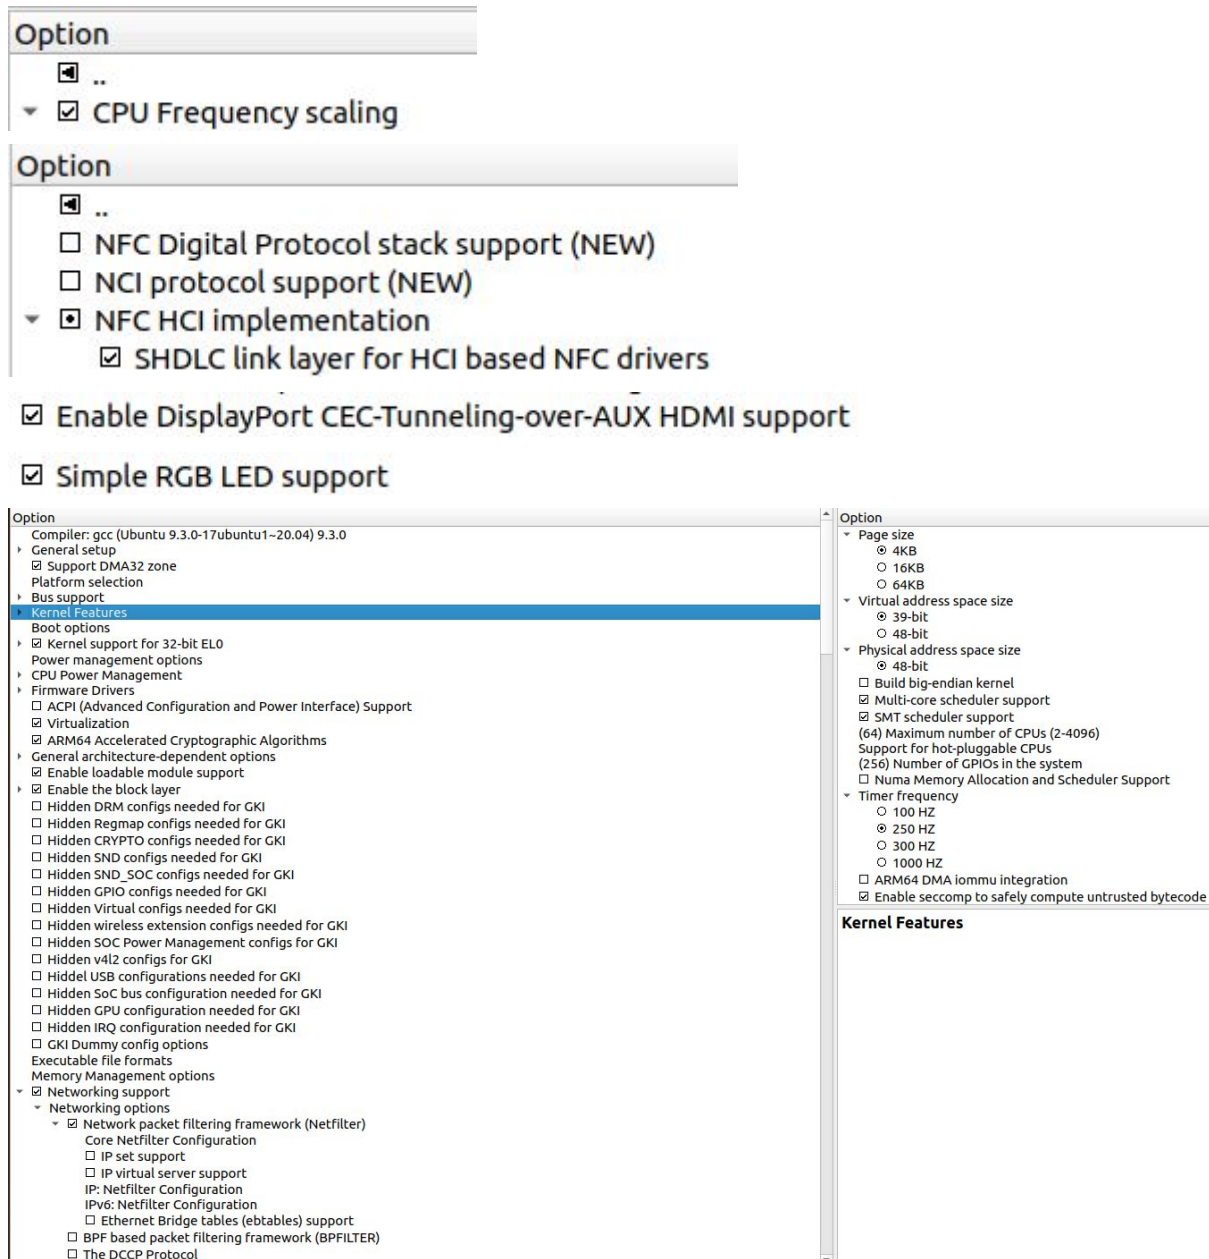 Option
..
CPU Frequency scaling
Option
..
NFC Digital Protocol stack support (NEW)
NCI protocol support (NEW)
NFC HCI implementation
SHDLC link layer for HCI based NFC drivers
Enable DisplayPort CEC-Tunneling-over-AUX HDMI support
Simple RGB LED support
Option
Compiler: gcc (Ubuntu 9.3.0-17ubuntu1~20.04) 9.3.0
General setup
Support DMA32 zone
Platform selection
Bus support
Kernel Features
Boot options
Kernel support for 32-bit EL0
Power management options
CPU Power Management
Firmware Drivers
ACPI (Advanced Configuration and Power Interface) Support
Virtualization
ARM64 Accelerated Cryptographic Algorithms
General architecture-dependent options
Enable loadable module support
Enable the block layer
Hidden DRM configs needed for GKI
Hidden Regmap configs needed for GKI
Hidden CRYPTO configs needed for GKI
Hidden SND configs needed for GKI
Hidden SND_SOC configs needed for GKI
Hidden GPIO configs needed for GKI
Hidden Virtual configs needed for GKI
Hidden wireless extension configs needed for GKI
Hidden SOC Power Management configs for GKI
Hidden v4l2 configs for GKI
Hiddel USB configurations needed for GKI
Hidden SoC bus configuration needed for GKI
Hidden GPU configuration needed for GKI
Hidden IRQ configuration needed for GKI
GKI Dummy config options
Executable file formats
Memory Management options
Networking support
Networking options
Network packet filtering framework (Netfilter)
Core Netfilter Configuration
IP set support
IP virtual server support
IP: Netfilter Configuration
IPv6: Netfilter Configuration
Ethernet Bridge tables (ebtables) support
BPF based packet filtering framework (BPFILTER)
The DCCP Protocol
Option
Page size
4KB
16KB
64KB
Virtual address space size
39-bit
48-bit
Physical address space size
48-bit
Build big-endian kernel
Multi-core scheduler support
SMT scheduler support
(64) Maximum number of CPUs (2-4096)
Support for hot-pluggable CPUs
(256) Number of GPIOs in the system
Numa Memory Allocation and Scheduler Support
Timer frequency
100 HZ
250 HZ
300 HZ
1000 HZ
ARM64 DMA iommu integration
Enable seccomp to safely compute untrusted bytecode
Kernel Features